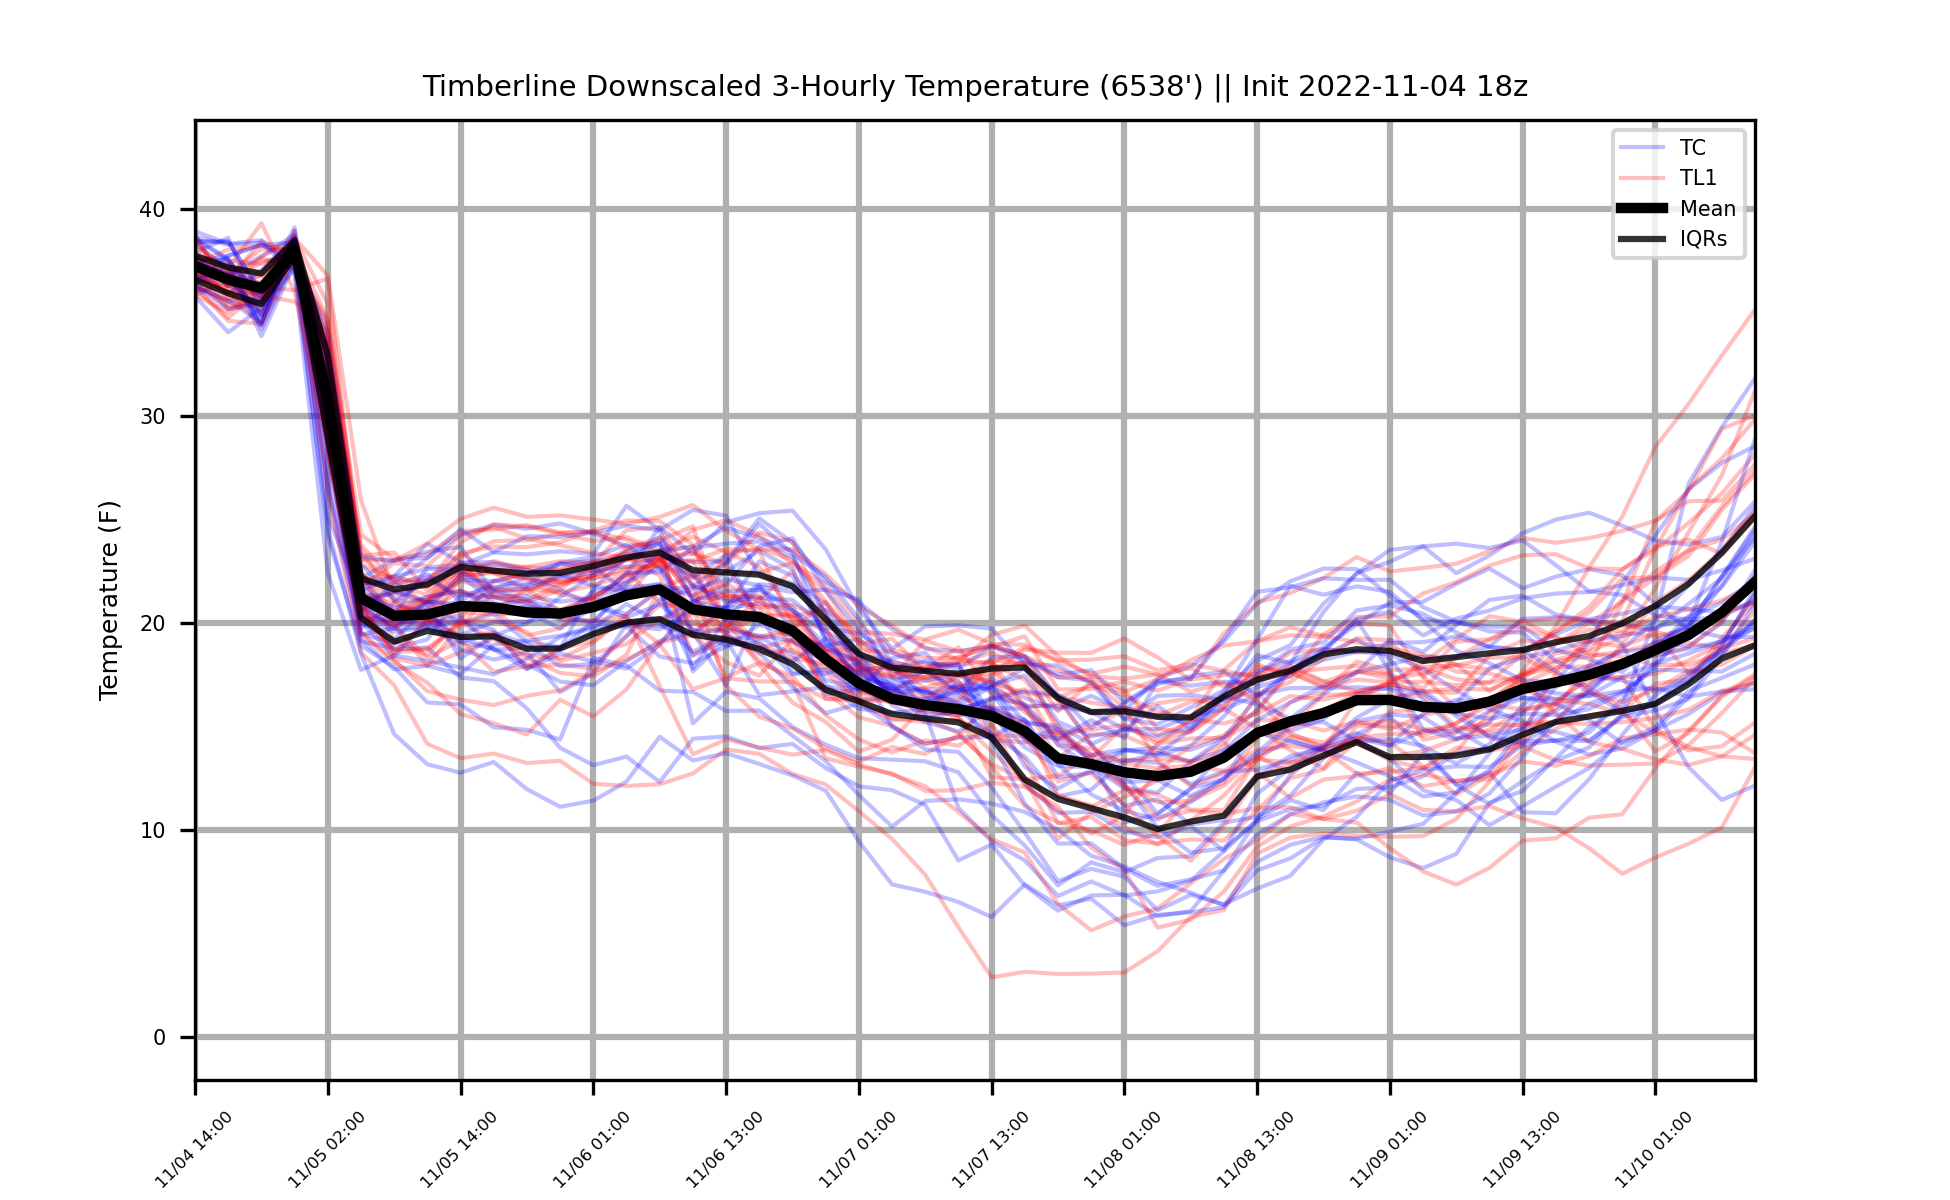 Timberline Downscaled 3-Hourly Temperature (6538') || Init 2022-11-04 18z
TC
TL1
Mean
IQRs
Temperature (F)
40
30
20
10
0
11/04 14:00
11/05 02:00
11/05 14:00
11/06 01:00
11/06 13:00
11/07 01:00
11/07 13:00
11/08 01:00
11/08 13:00
11/09 01:00
11/09 13:00
11/10 01:00